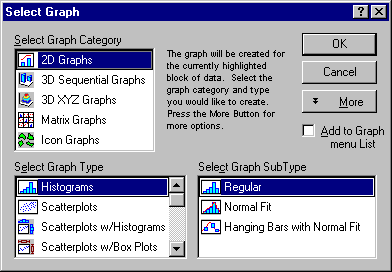 Select Graph
Select Graph Category
2D Graphs
3D Sequential Graphs
3D XYZ Graphs
Matrix Graphs
Icon Graphs
The graph will be created for
the currently highlighted
block of data. Select the
graph category and type
you would like to create.
Press the More Button for
more options.
OK
Cancel
More
Add to Graph
menu List
Select Graph Type
Histograms
Scatterplots
Scatterplots w/Histograms
Scatterplots w/Box Plots
Select Graph SubType
Regular
Normal Fit
Hanging Bars with Normal Fit